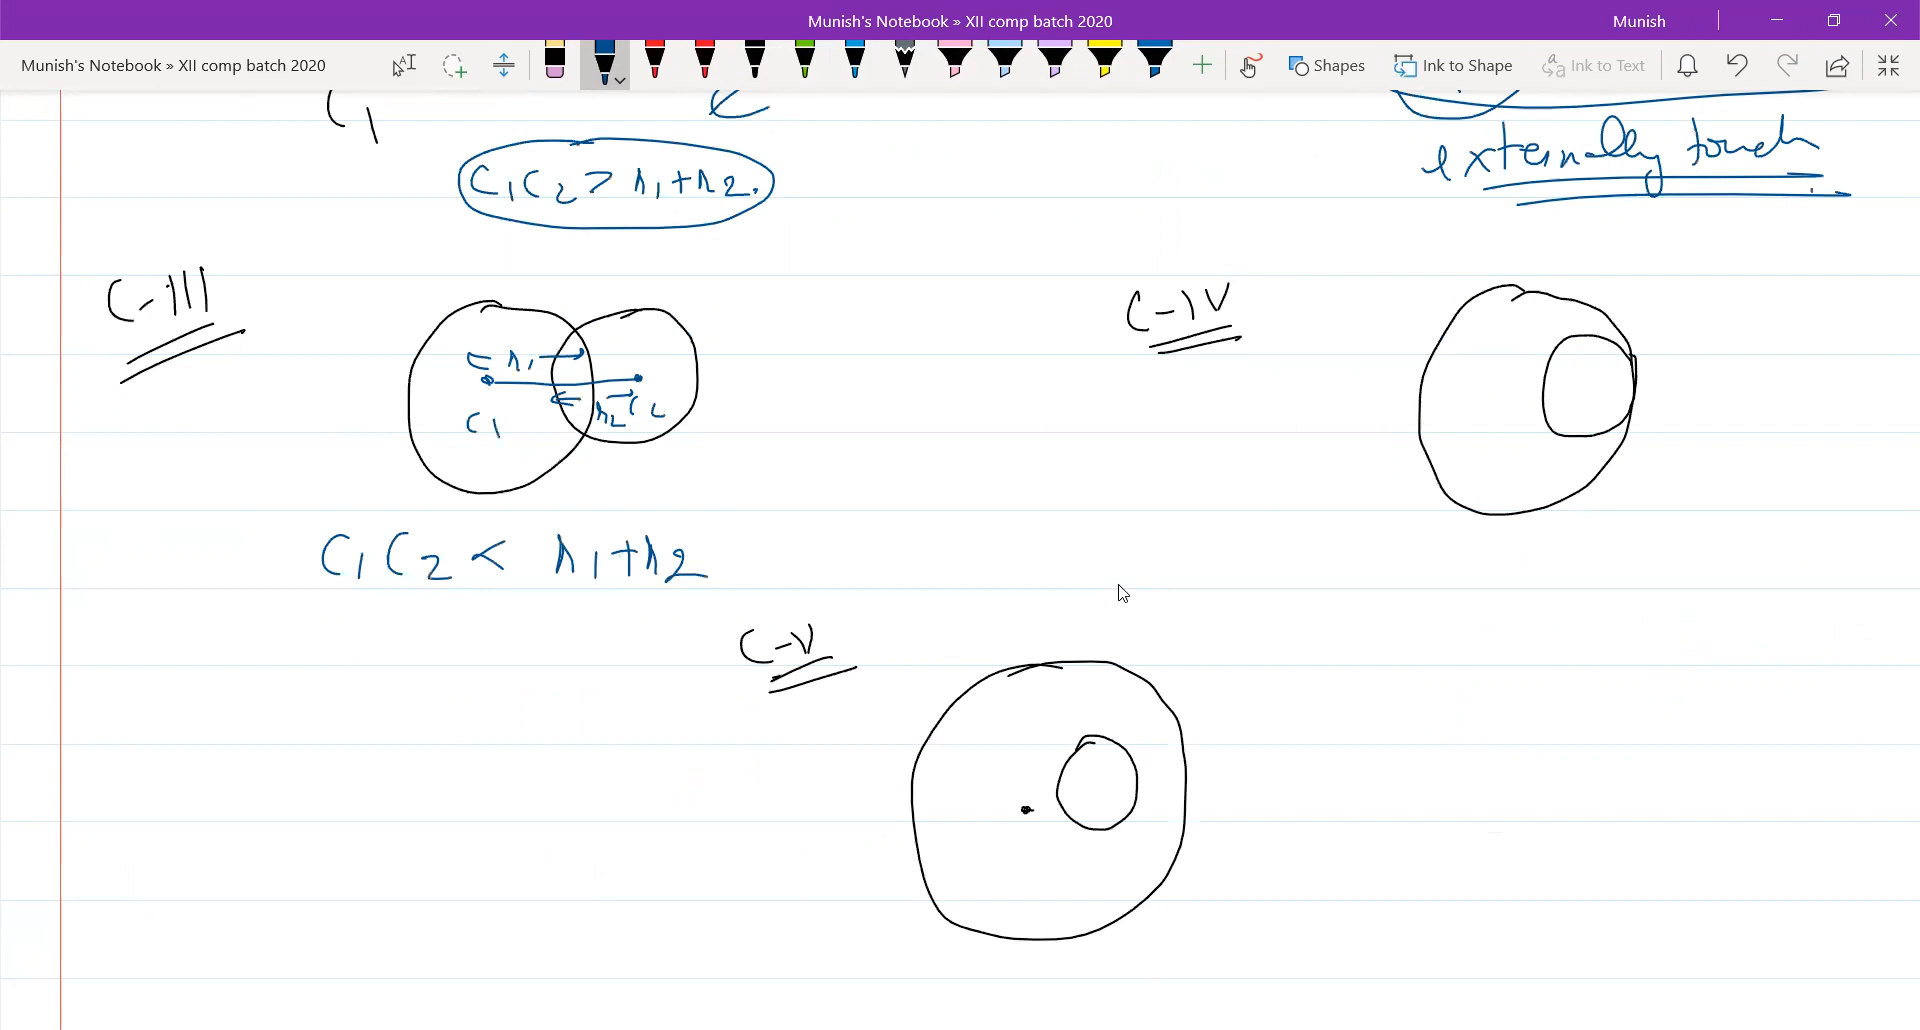 Munish's Notebook » XII comp batch 2020
Munish
Munish's Notebook » XII comp batch 2020
Shapes
Ink to Shape
Ink to Text
C1
C1C2 > r1+r2.
externally touch
C-III
r1
r2
C2
C1
C1C2 < r1+r2
C-IV
C-V